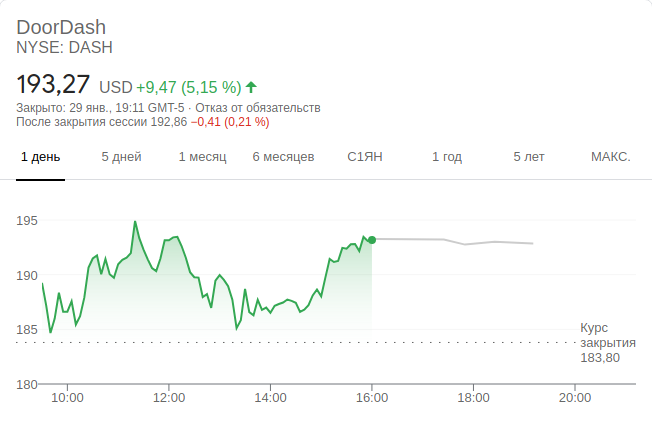 DoorDash
NYSE: DASH
193,27 USD +9,47 (5,15 %)
Закрыто: 29 янв., 19:11 GMT-5 · Отказ от обязательств
После закрытия сессии 192,86 −0,41 (0,21 %)
1 день 5 дней 1 месяц 6 месяцев С1ЯН 1 год 5 лет МАКС.
195
190
185
Курс
закрытия
183,80
180
10:00 12:00 14:00 16:00 18:00 20:00